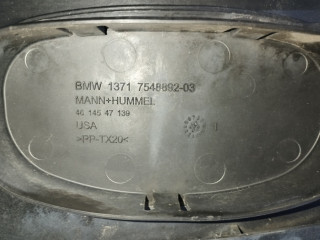 BMW 1371 7548892-03
MANN+HUMMEL
46 145 47 139
USA
>PP-TX20<